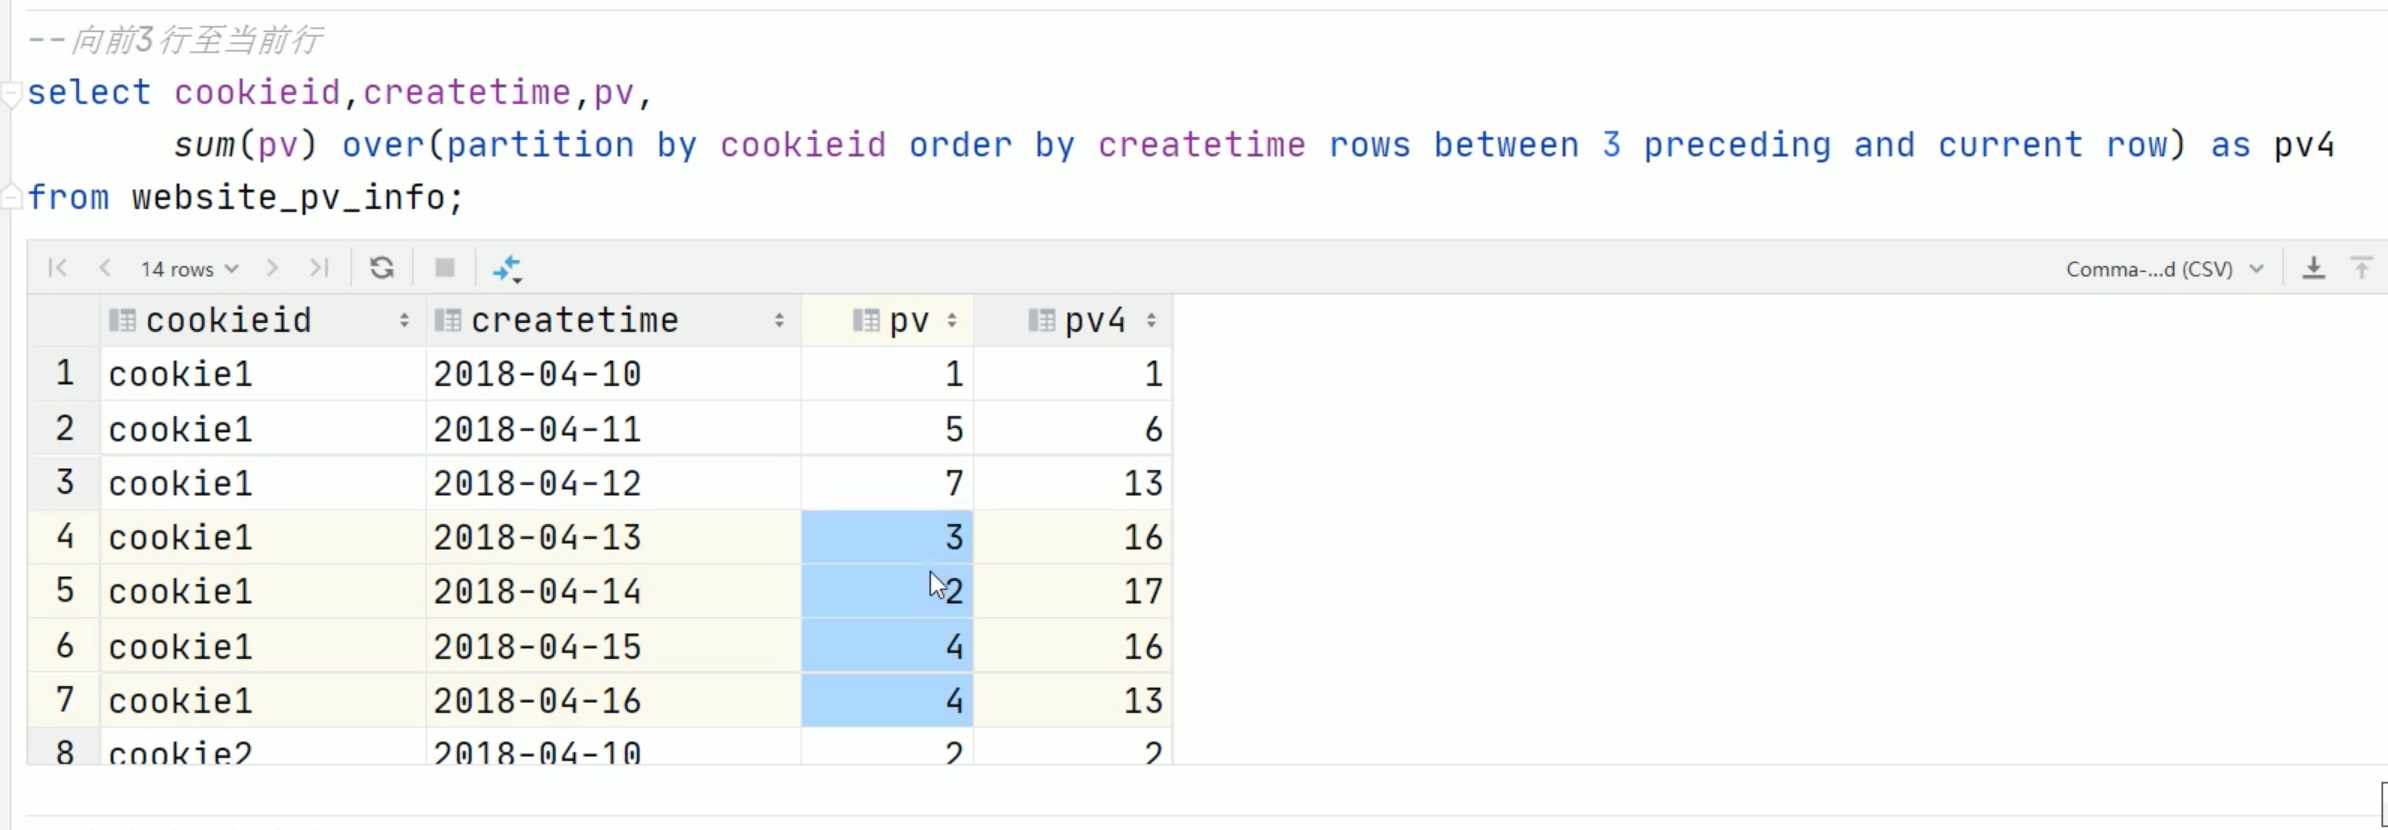 --向前3行至当前行
select cookieid,createtime,pv,
sum(pv) over(partition by cookieid order by createtime rows between 3 preceding and current row) as pv4
from website_pv_info;
14 rows Comma-...d (CSV)
cookieid createtime pv pv4
1 cookie1 2018-04-10 1 1
2 cookie1 2018-04-11 5 6
3 cookie1 2018-04-12 7 13
4 cookie1 2018-04-13 3 16
5 cookie1 2018-04-14 2 17
6 cookie1 2018-04-15 4 16
7 cookie1 2018-04-16 4 13
8 cookie2 2018-04-10 2 2